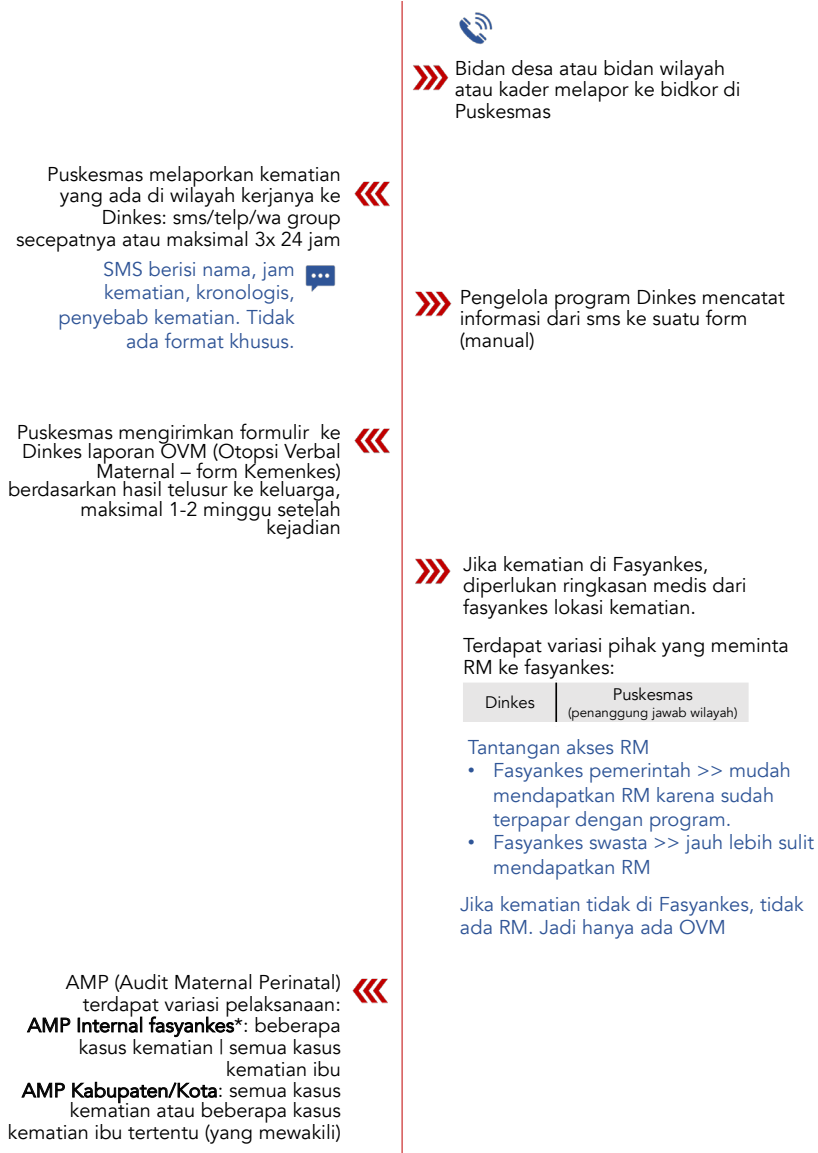 Bidan desa atau bidan wilayah
atau kader melapor ke bidkor di
Puskesmas
Puskesmas melaporkan kematian
yang ada di wilayah kerjanya ke
Dinkes: sms/telp/wa group
secepatnya atau maksimal 3x 24 jam
SMS berisi nama, jam
kematian, kronologis,
penyebab kematian. Tidak
ada format khusus.
Pengelola program Dinkes mencatat
informasi dari sms ke suatu form
(manual)
Puskesmas mengirimkan formulir ke
Dinkes laporan OVM (Otopsi Verbal
Maternal – form Kemenkes)
berdasarkan hasil telusur ke keluarga,
maksimal 1-2 minggu setelah
kejadian
Jika kematian di Fasyankes,
diperlukan ringkasan medis dari
fasyankes lokasi kematian.
Terdapat variasi pihak yang meminta
RM ke fasyankes:
Dinkes
Puskesmas
(penanggung jawab wilayah)
Tantangan akses RM
• Fasyankes pemerintah >> mudah
mendapatkan RM karena sudah
terpapar dengan program.
• Fasyankes swasta >> jauh lebih sulit
mendapatkan RM
Jika kematian tidak di Fasyankes, tidak
ada RM. Jadi hanya ada OVM
AMP (Audit Maternal Perinatal)
terdapat variasi pelaksanaan:
AMP Internal fasyankes*: beberapa
kasus kematian | semua kasus
kematian ibu
AMP Kabupaten/Kota: semua kasus
kematian atau beberapa kasus
kematian ibu tertentu (yang mewakili)